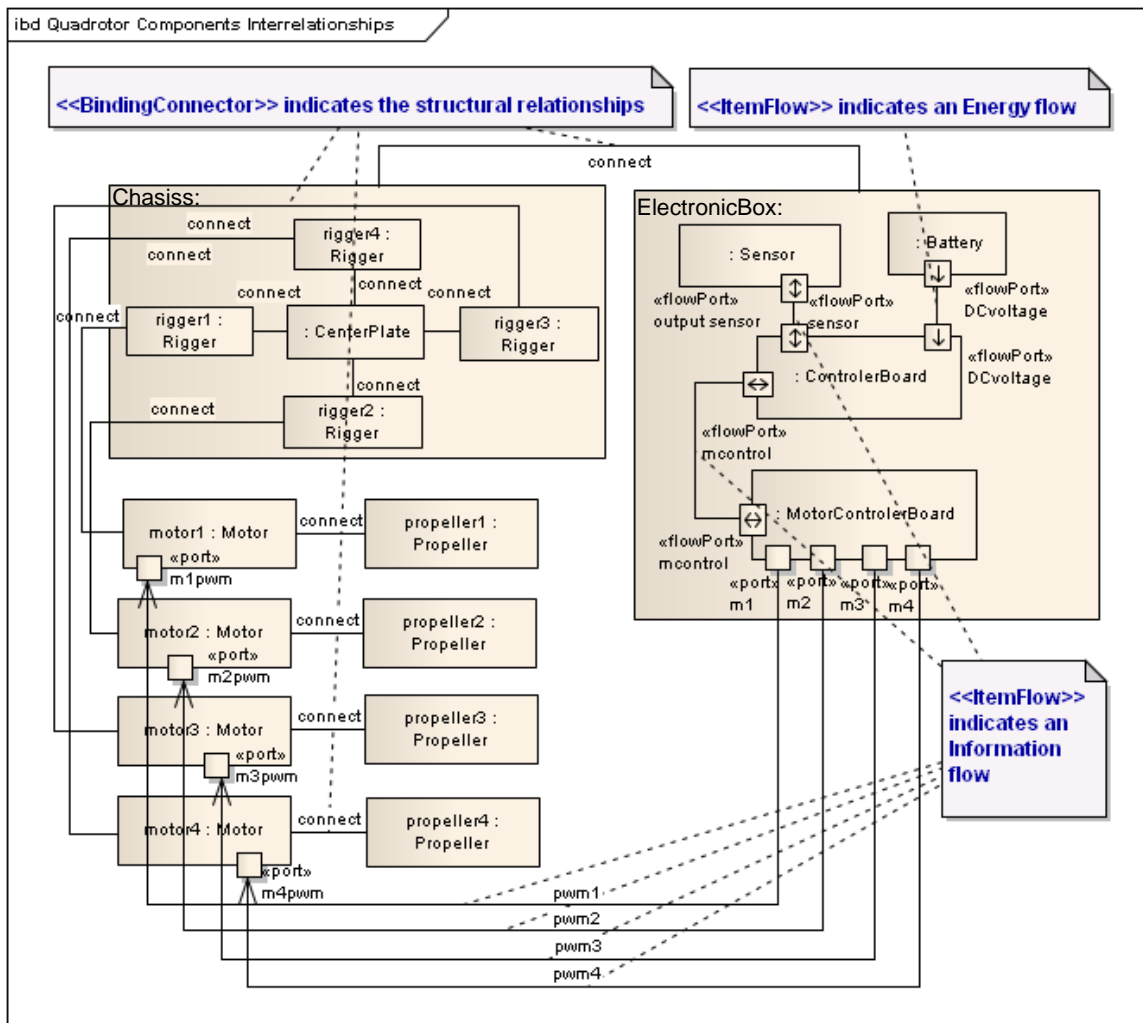 ibd Quadrotor Components Interrelationships
<<BindingConnector>> indicates the structural relationships
<<ItemFlow>> indicates an Energy flow
connect
Chasiss:
connect
connect
rigger4 :
Rigger
connect
connect
connect
connect
rigger1 :
Rigger
: CenterPlate
rigger3 :
Rigger
connect
connect
rigger2 :
Rigger
ElectronicBox:
: Sensor
: Battery
«flowPort»
output sensor
«flowPort»
sensor
«flowPort»
DCvoltage
: ControlerBoard
«flowPort»
DCvoltage
«flowPort»
mcontrol
: MotorControlerBoard
«flowPort»
mcontrol
«port»
m1
«port»
m2
«port»
m3
«port»
m4
motor1 : Motor
connect
propeller1 :
Propeller
«port»
m1pwm
motor2 : Motor
connect
propeller2 :
Propeller
«port»
m2pwm
motor3 : Motor
connect
propeller3 :
Propeller
«port»
m3pwm
motor4 : Motor
connect
propeller4 :
Propeller
«port»
m4pwm
<<ItemFlow>>
indicates an
Information
flow
pwm1
pwm2
pwm3
pwm4